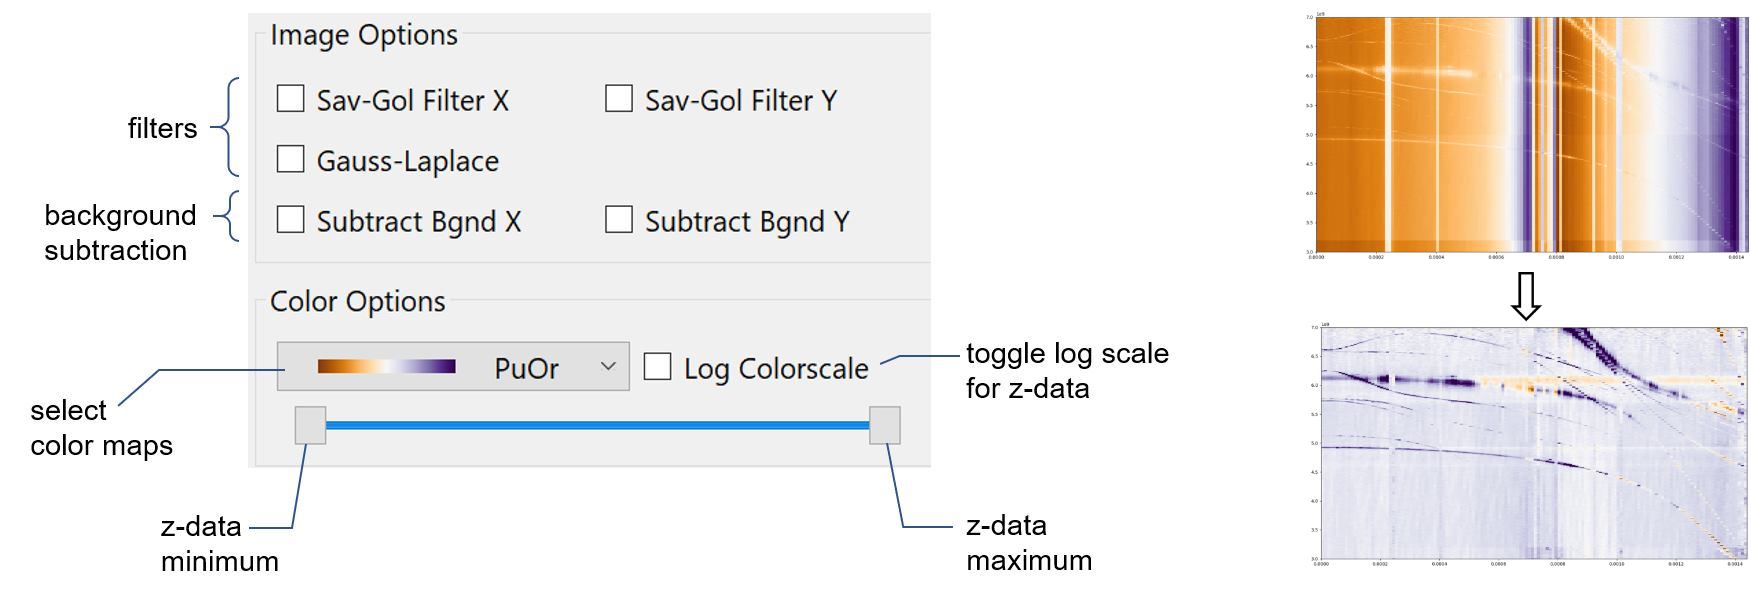 Image Options
filters
Sav-Gol Filter X
Sav-Gol Filter Y
Gauss-Laplace
background
subtraction
Subtract Bgnd X
Subtract Bgnd Y
Color Options
select
color maps
PuOr
Log Colorscale
toggle log scale
for z-data
z-data
minimum
z-data
maximum
1e9
7.0
6.5
6.0
5.5
5.0
4.5
4.0
3.5
3.0
0.0000 0.0002 0.0004 0.0006 0.0008 0.0010 0.0012 0.0014
1e9
7.0
6.5
6.0
5.5
5.0
4.5
4.0
3.5
3.0
0.0000 0.0002 0.0004 0.0006 0.0008 0.0010 0.0012 0.0014